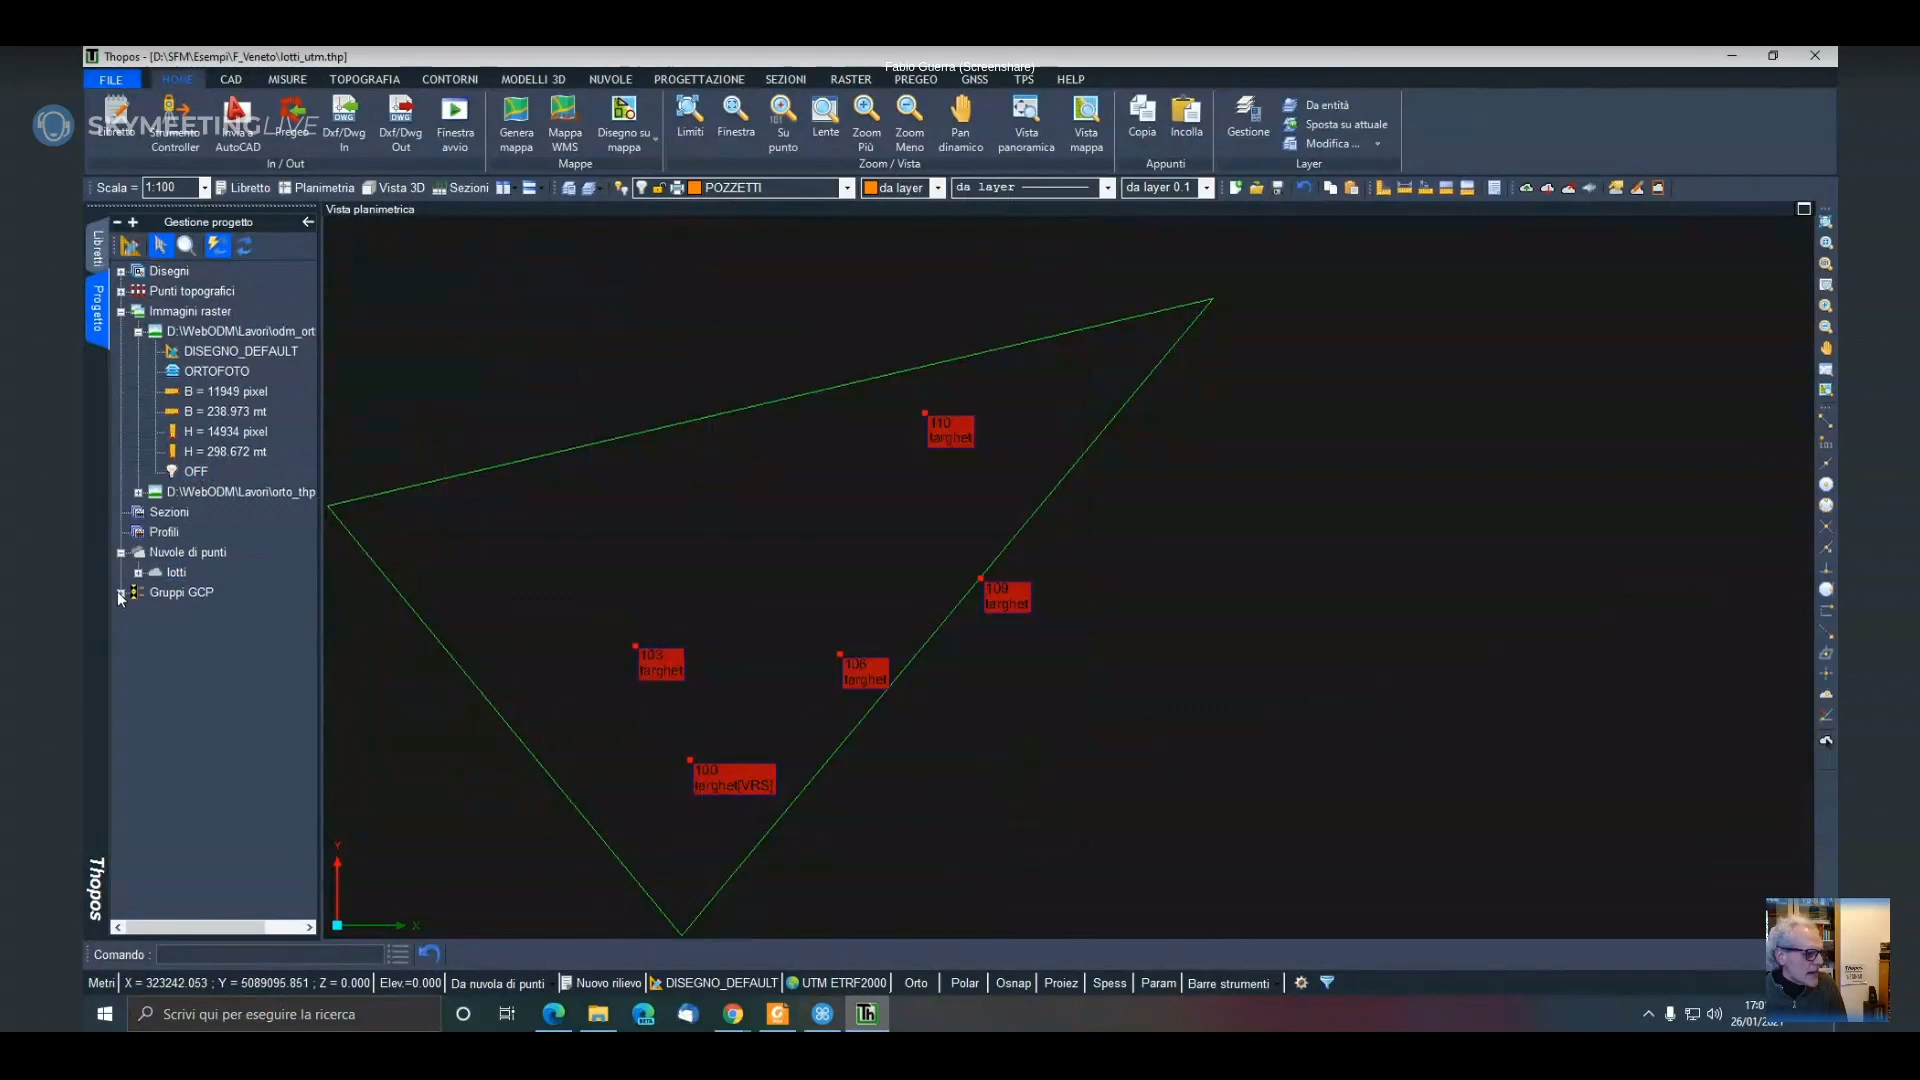 Thopos - [D:\SFM\Esempi\F_Veneto\lotti_utm.thp]
Fabio Guerra (Screenshare)
FILE HOME CAD MISURE TOPOGRAFIA CONTORNI MODELLI 3D NUVOLE PROGETTAZIONE SEZIONI RASTER PREGEO GNSS TPS HELP
SKYMEETINGLIVE
Libretto
Strumento Controller
AutoCAD
Pregeo
Dxf/Dwg In
Dxf/Dwg Out
Finestra avvio
Genera mappa
Mappa WMS
Disegno su mappa
Limiti
Finestra
Su punto
Lente
Zoom Più
Zoom Meno
Pan dinamico
Vista panoramica
Vista mappa
Copia
Incolla
Gestione
Da entità
Sposta su attuale
Modifica ...
In / Out
Mappe
Zoom / Vista
Appunti
Layer
Scala = 1:100 Libretto Planimetria Vista 3D Sezioni POZZETTI da layer da layer da layer 0.1
Gestione progetto
Vista planimetrica
Libretti
Progetto
Disegni
Punti topografici
Immagini raster
D:\WebODM\Lavori\odm_ort
DISEGNO_DEFAULT
ORTOFOTO
B = 11949 pixel
B = 238.973 mt
H = 14934 pixel
H = 298.672 mt
OFF
D:\WebODM\Lavori\orto_thp
Sezioni
Profili
Nuvole di punti
lotti
Gruppi GCP
110
targhet
109
targhet
103
targhet
106
targhet
100
targhet[VRS]
Y
X
Thopos
Comando :
Metri X = 323242.053 ; Y = 5089095.851 ; Z = 0.000 Elev.=0.000 Da nuvola di punti Nuovo rilievo DISEGNO_DEFAULT UTM ETRF2000 Orto Polar Osnap Proiez Spess Param Barre strumenti
Scrivi qui per eseguire la ricerca
Th